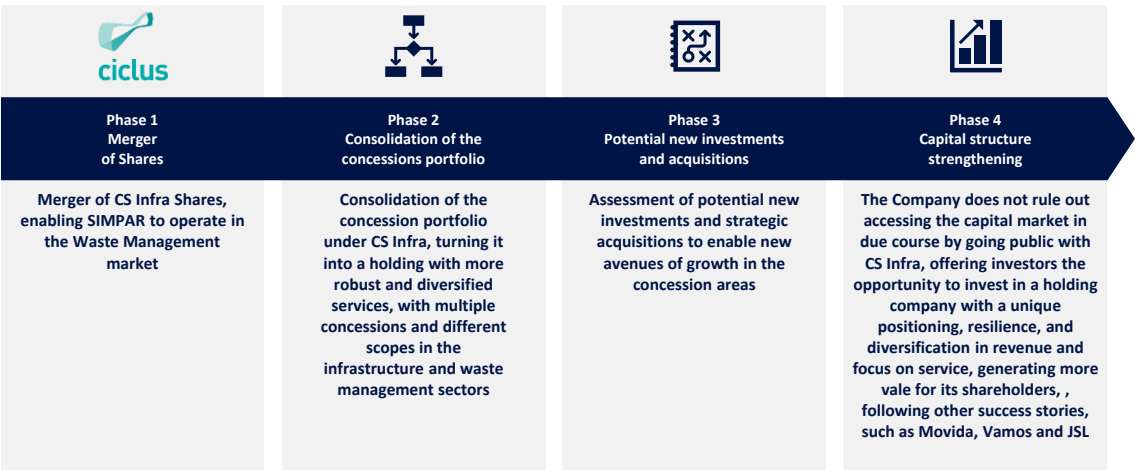 ciclus
Phase 1
Merger
of Shares
Phase 2
Consolidation of the
concessions portfolio
Phase 3
Potential new investments
and acquisitions
Phase 4
Capital structure
strengthening
Merger of CS Infra Shares,
enabling SIMPAR to operate in
the Waste Management
market
Consolidation of the
concession portfolio
under CS Infra, turning it
into a holding with more
robust and diversified
services, with multiple
concessions and different
scopes in the
infrastructure and waste
management sectors
Assessment of potential new
investments and strategic
acquisitions to enable new
avenues of growth in the
concession areas
The Company does not rule out
accessing the capital market in
due course by going public with
CS Infra, offering investors the
opportunity to invest in a holding
company with a unique
positioning, resilience, and
diversification in revenue and
focus on service, generating more
vale for its shareholders, ,
following other success stories,
such as Movida, Vamos and JSL